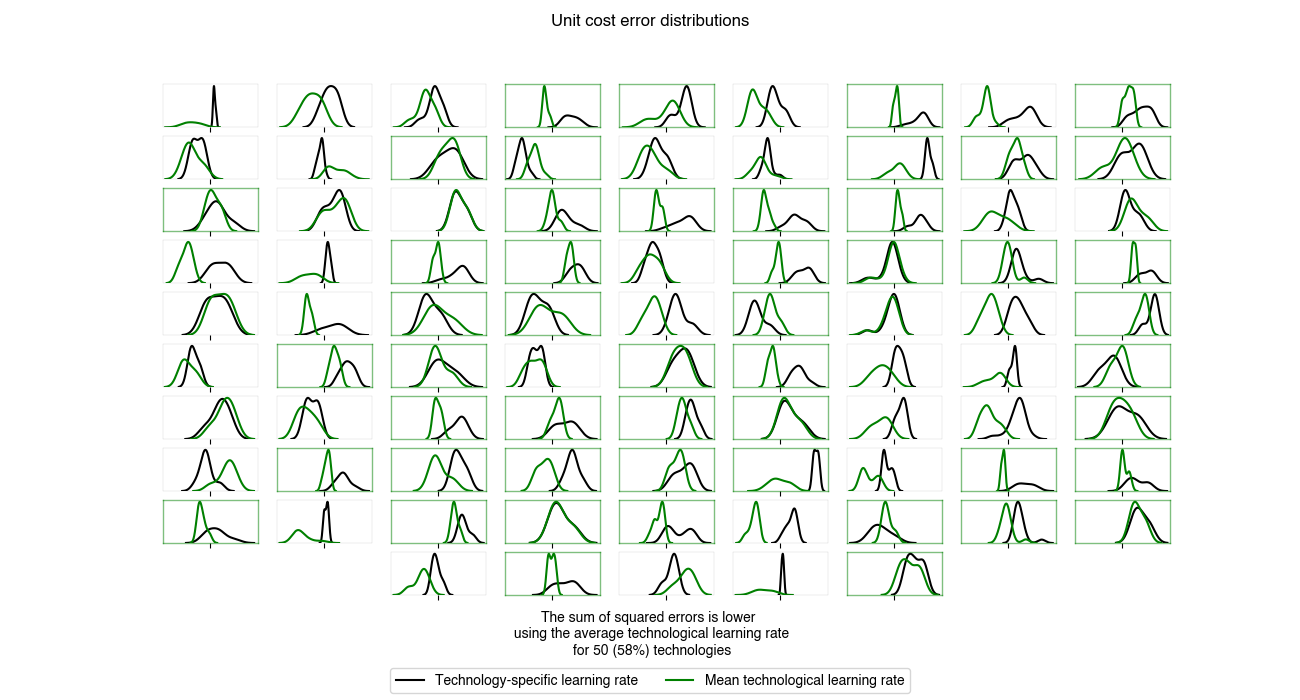 Unit cost error distributions
The sum of squared errors is lower
using the average technological learning rate
for 50 (58%) technologies
Technology-specific learning rate
Mean technological learning rate